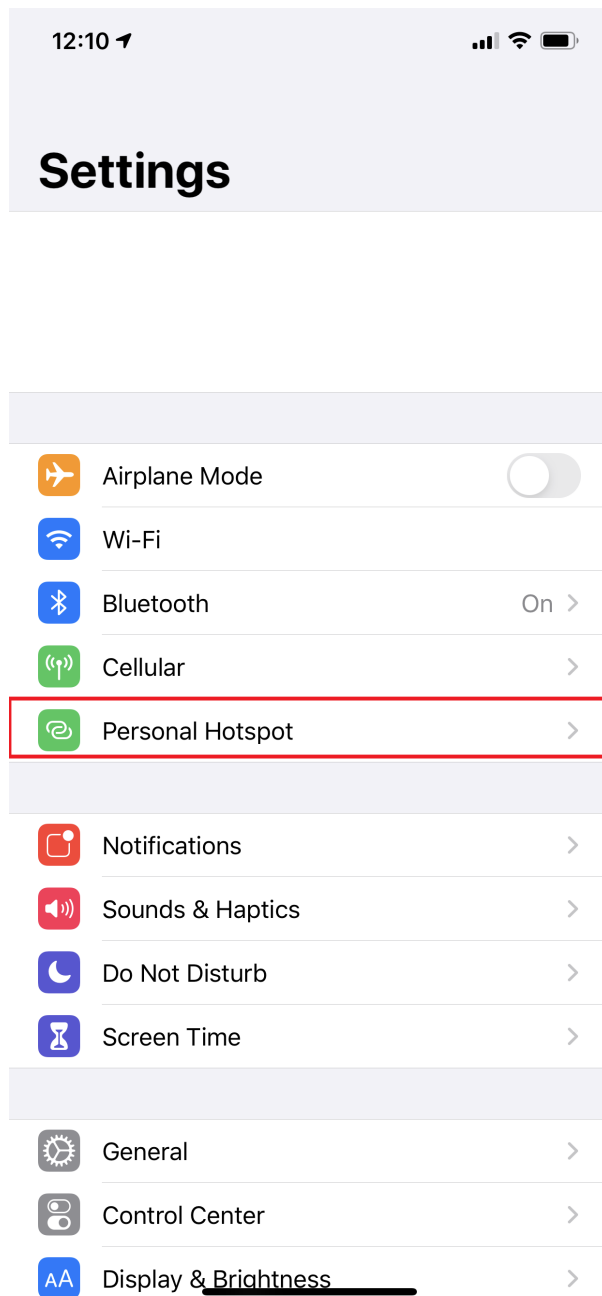 12:10
Settings
Airplane Mode
Wi-Fi
Bluetooth On
Cellular
Personal Hotspot
Notifications
Sounds & Haptics
Do Not Disturb
Screen Time
General
Control Center
AA Display & Brightness